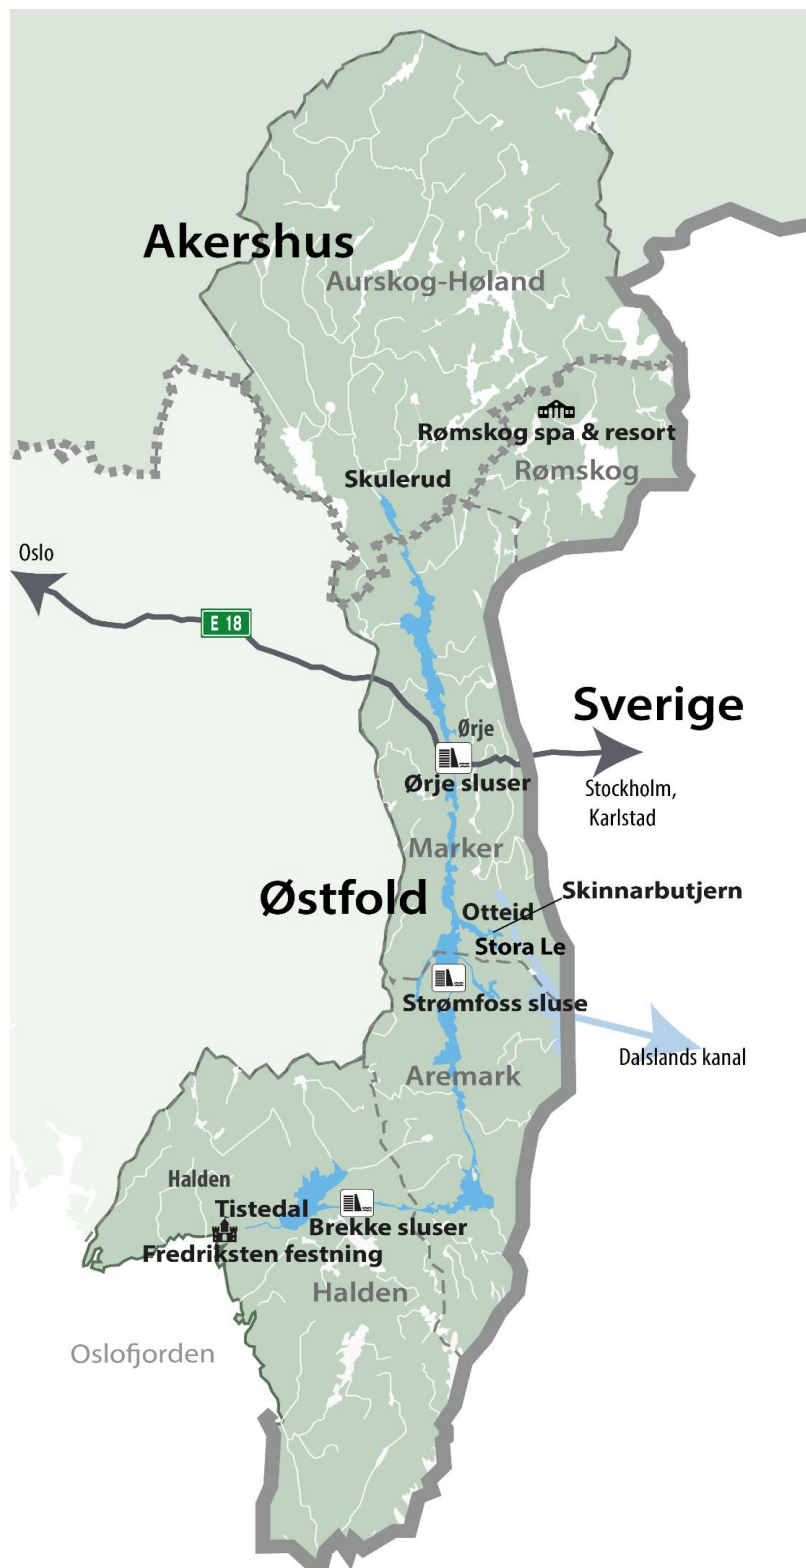 Akershus
Aurskog-Høland
Rømskog spa & resort
Rømskog
Skulerud
Oslo
E 18
Sverige
Ørje
Ørje sluser
Stockholm,
Karlstad
Marker
Østfold
Skinnarbutjern
Otteid
Stora Le
Strømfoss sluse
Dalslands kanal
Aremark
Halden
Tistedal
Brekke sluser
Fredriksten festning
Halden
Oslofjorden